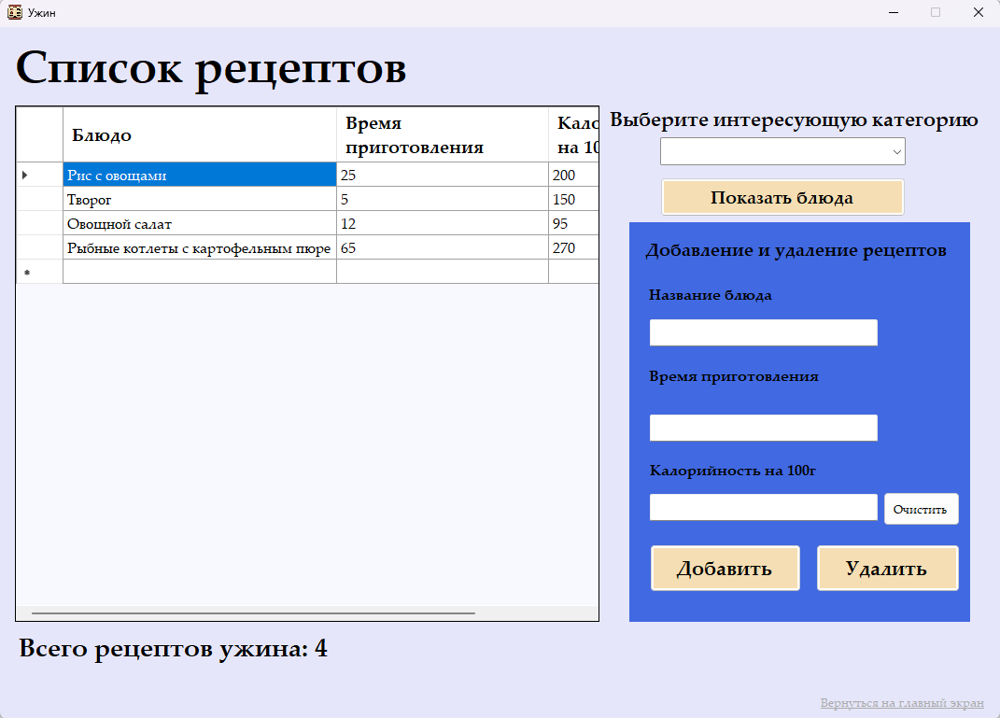 Ужин
Список рецептов
Блюдо
Время
приготовления
Кало
на 10
Рис с овощами 25 200
Творог 5 150
Овощной салат 12 95
Рыбные котлеты с картофельным пюре 65 270
Всего рецептов ужина: 4
Выберите интересующую категорию
Показать блюда
Добавление и удаление рецептов
Название блюда
Время приготовления
Калорийность на 100г
Очистить
Добавить Удалить
Вернуться на главный экран